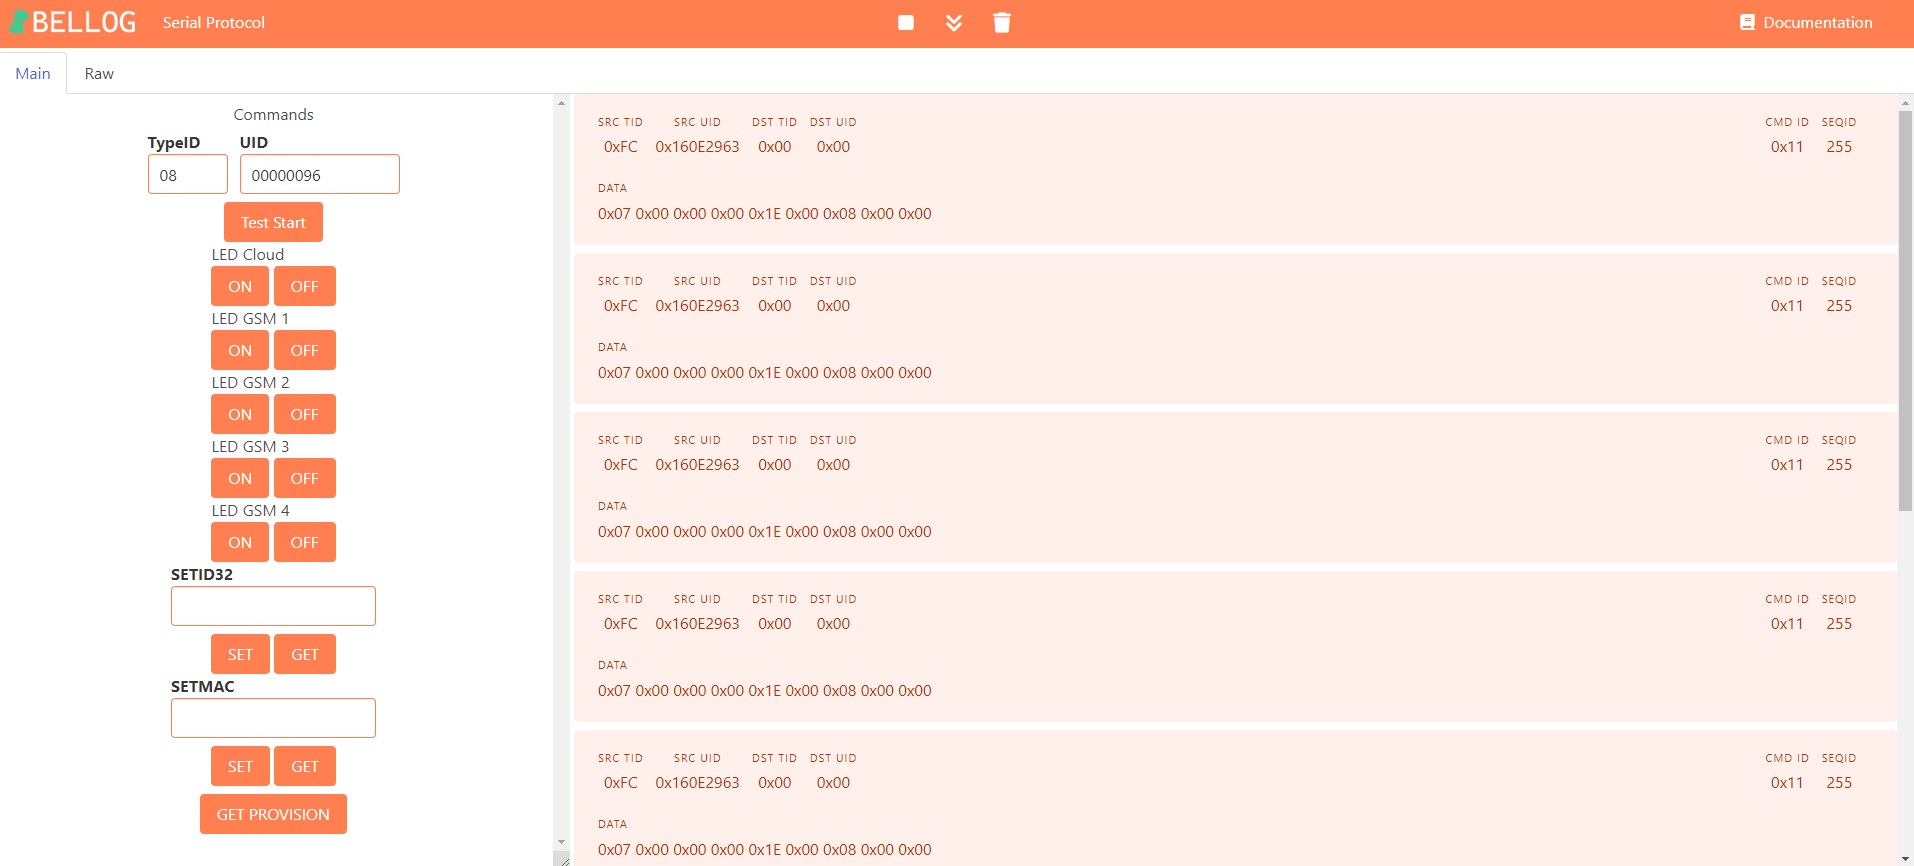 BELLOG Serial Protocol Documentation
Main Raw
Commands
TypeID UID
08 00000096
Test Start
LED Cloud
ON OFF
LED GSM 1
ON OFF
LED GSM 2
ON OFF
LED GSM 3
ON OFF
LED GSM 4
ON OFF
SETID32
SET GET
SETMAC
SET GET
GET PROVISION
SRC TID SRC UID DST TID DST UID CMD ID SEQID
0xFC 0x160E2963 0x00 0x00 0x11 255
DATA
0x07 0x00 0x00 0x00 0x1E 0x00 0x08 0x00 0x00
SRC TID SRC UID DST TID DST UID CMD ID SEQID
0xFC 0x160E2963 0x00 0x00 0x11 255
DATA
0x07 0x00 0x00 0x00 0x1E 0x00 0x08 0x00 0x00
SRC TID SRC UID DST TID DST UID CMD ID SEQID
0xFC 0x160E2963 0x00 0x00 0x11 255
DATA
0x07 0x00 0x00 0x00 0x1E 0x00 0x08 0x00 0x00
SRC TID SRC UID DST TID DST UID CMD ID SEQID
0xFC 0x160E2963 0x00 0x00 0x11 255
DATA
0x07 0x00 0x00 0x00 0x1E 0x00 0x08 0x00 0x00
SRC TID SRC UID DST TID DST UID CMD ID SEQID
0xFC 0x160E2963 0x00 0x00 0x11 255
DATA
0x07 0x00 0x00 0x00 0x1E 0x00 0x08 0x00 0x00